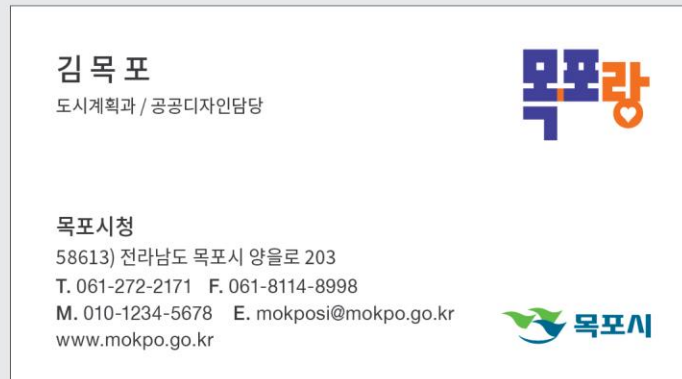 김목포
도시계획과 / 공공디자인담당
목포랑
목포시청
58613) 전라남도 목포시 양을로 203
T. 061-272-2171 F. 061-8114-8998
M. 010-1234-5678 E. mokposi@mokpo.go.kr
www.mokpo.go.kr
목포시